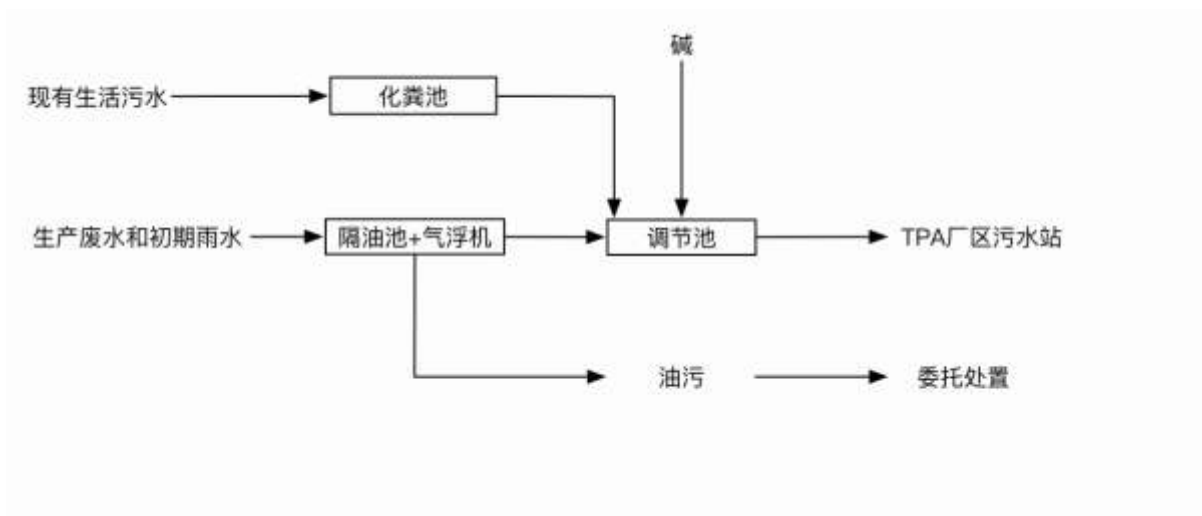 碱
现有生活污水
化粪池
生产废水和初期雨水
隔油池+气浮机
调节池
TPA厂区污水站
油污
委托处置